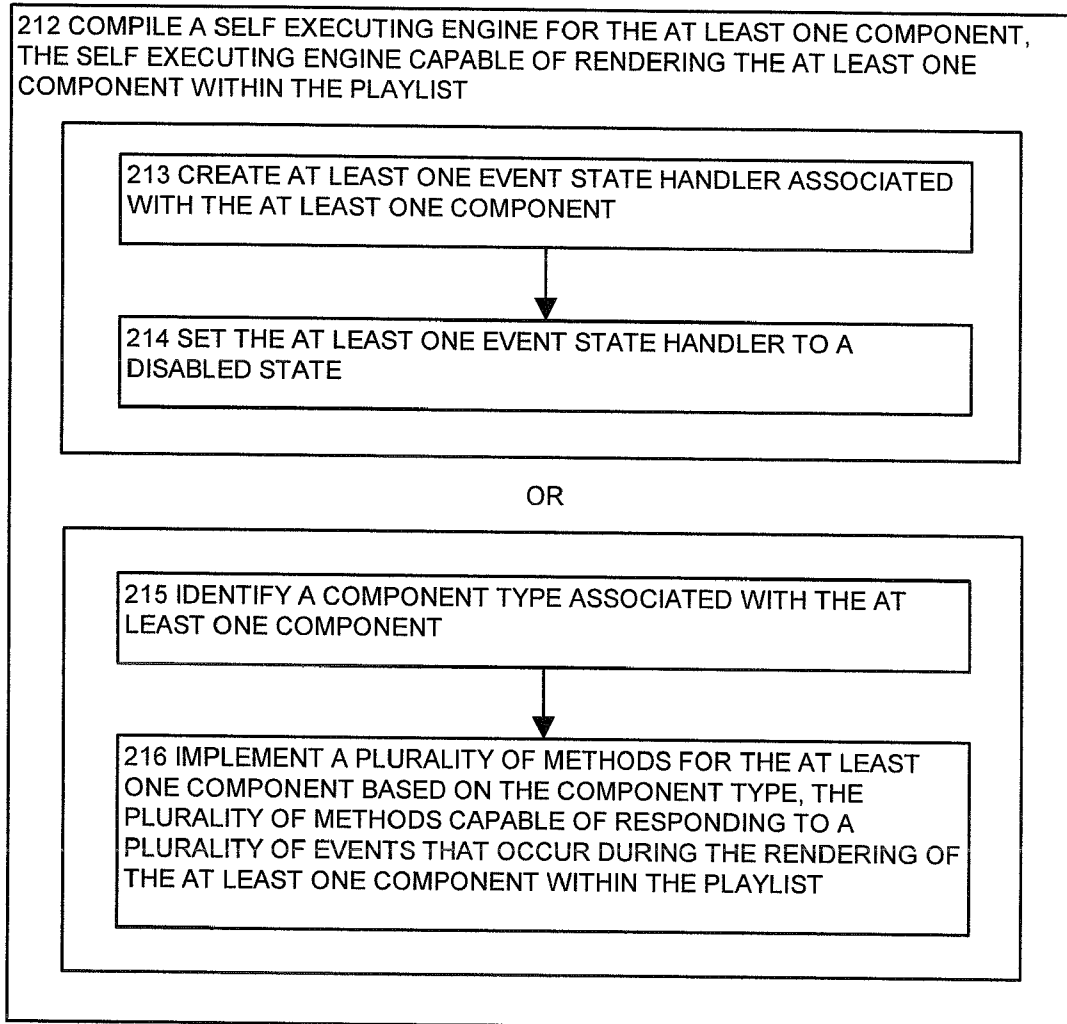 212 COMPILE A SELF EXECUTING ENGINE FOR THE AT LEAST ONE COMPONENT,
THE SELF EXECUTING ENGINE CAPABLE OF RENDERING THE AT LEAST ONE
COMPONENT WITHIN THE PLAYLIST
213 CREATE AT LEAST ONE EVENT STATE HANDLER ASSOCIATED
WITH THE AT LEAST ONE COMPONENT
214 SET THE AT LEAST ONE EVENT STATE HANDLER TO A
DISABLED STATE
OR
215 IDENTIFY A COMPONENT TYPE ASSOCIATED WITH THE AT
LEAST ONE COMPONENT
216 IMPLEMENT A PLURALITY OF METHODS FOR THE AT LEAST
ONE COMPONENT BASED ON THE COMPONENT TYPE, THE
PLURALITY OF METHODS CAPABLE OF RESPONDING TO A
PLURALITY OF EVENTS THAT OCCUR DURING THE RENDERING OF
THE AT LEAST ONE COMPONENT WITHIN THE PLAYLIST